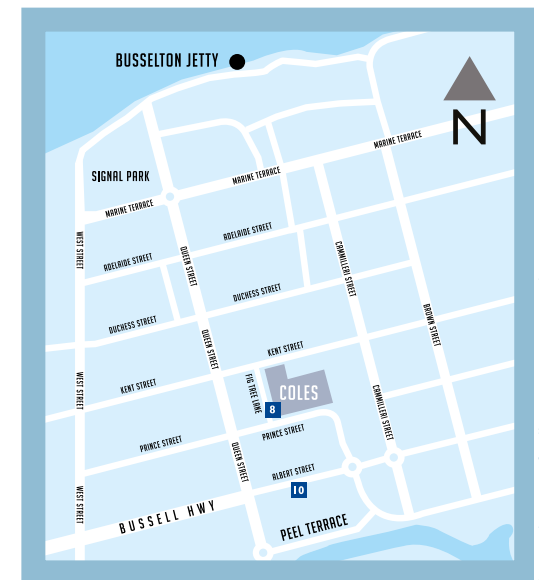 BUSSELTON JETTY
N
MARINE TERRACE
SIGNAL PARK
MARINE TERRACE
MARINE TERRACE
WEST STREET
ADELAIDE STREET
QUEEN STREET
ADELAIDE STREET
CAMMILLERI STREET
DUCHESS STREET
DUCHESS STREET
QUEEN STREET
BROWN STREET
KENT STREET
WEST STREET
KENT STREET
FIG TREE LANE
COLES
8
CAMMILLERI STREET
PRINCE STREET
PRINCE STREET
QUEEN STREET
ALBERT STREET
10
WEST STREET
BUSSELL HWY
PEEL TERRACE